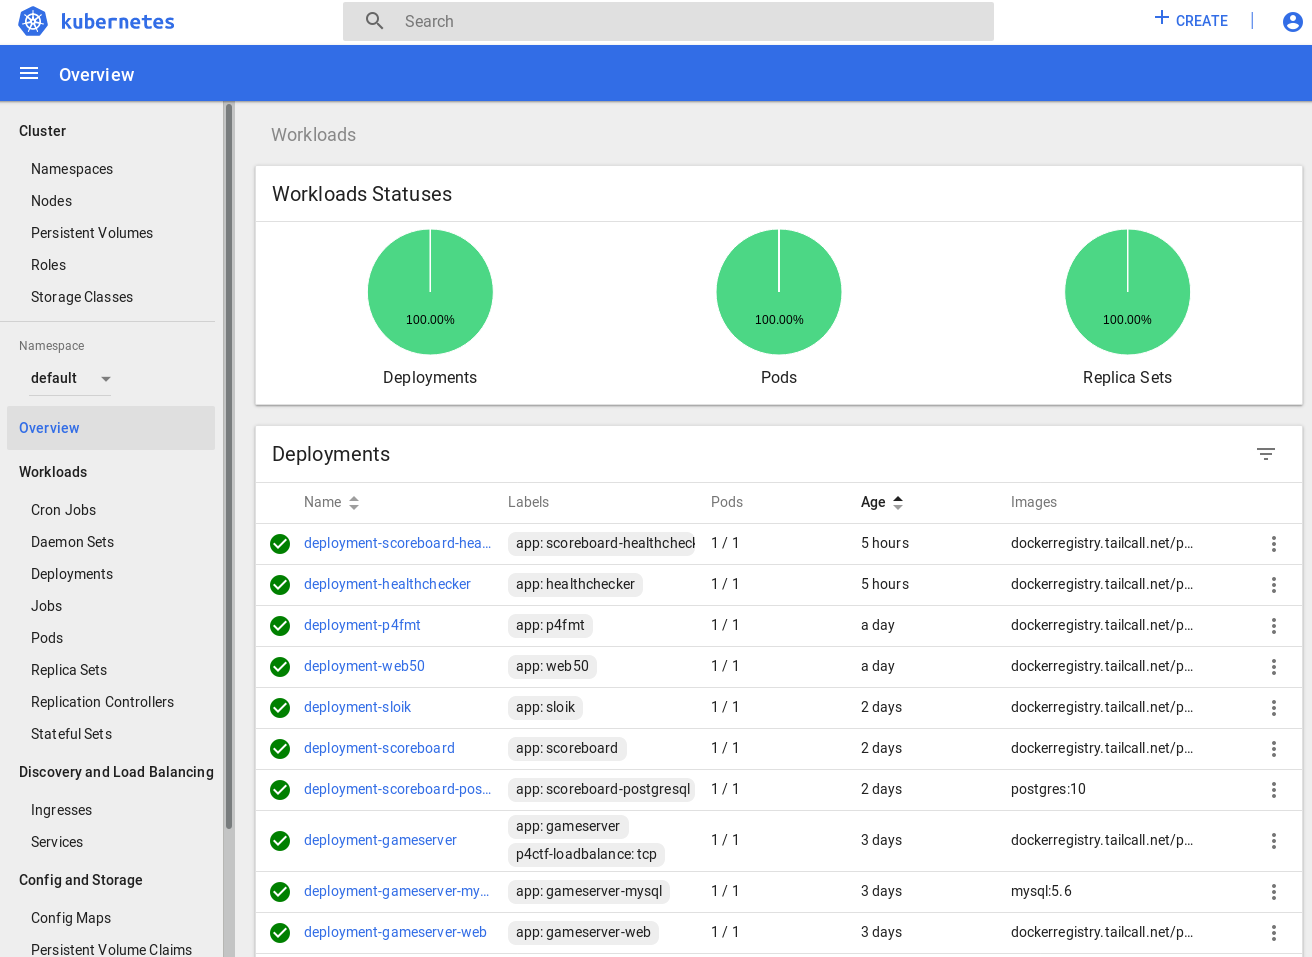 kubernetes
Search
CREATE |
Overview
Cluster
Namespaces
Nodes
Persistent Volumes
Roles
Storage Classes
Namespace
default
Overview
Workloads
Cron Jobs
Daemon Sets
Deployments
Jobs
Pods
Replica Sets
Replication Controllers
Stateful Sets
Discovery and Load Balancing
Ingresses
Services
Config and Storage
Config Maps
Persistent Volume Claims
Workloads
Workloads Statuses
100.00% 100.00% 100.00%
Deployments Pods Replica Sets
Deployments
Name Labels Pods Age Images
deployment-scoreboard-hea... app: scoreboard-healthcheck 1 / 1 5 hours dockerregistry.tailcall.net/p...
deployment-healthchecker app: healthchecker 1 / 1 5 hours dockerregistry.tailcall.net/p...
deployment-p4fmt app: p4fmt 1 / 1 a day dockerregistry.tailcall.net/p...
deployment-web50 app: web50 1 / 1 a day dockerregistry.tailcall.net/p...
deployment-sloik app: sloik 1 / 1 2 days dockerregistry.tailcall.net/p...
deployment-scoreboard app: scoreboard 1 / 1 2 days dockerregistry.tailcall.net/p...
deployment-scoreboard-pos... app: scoreboard-postgresql 1 / 1 2 days postgres:10
app: gameserver
deployment-gameserver 1 / 1 3 days dockerregistry.tailcall.net/p...
p4ctf-loadbalance: tcp
deployment-gameserver-my... app: gameserver-mysql 1 / 1 3 days mysql:5.6
deployment-gameserver-web app: gameserver-web 1 / 1 3 days dockerregistry.tailcall.net/p...